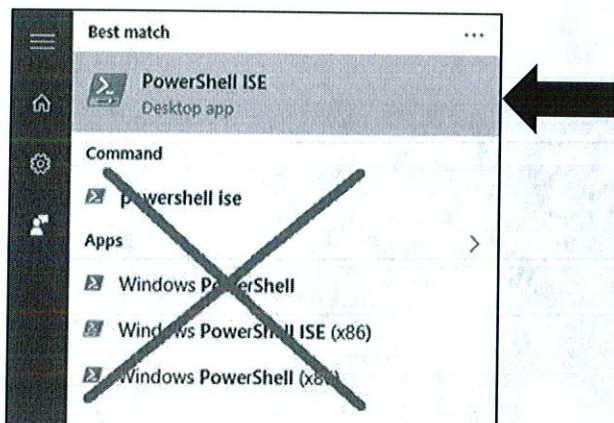 Best match
PowerShell ISE
Desktop app
Command
powershell ise
Apps
Windows PowerShell
Windows PowerShell ISE (x86)
Windows PowerShell (x86)